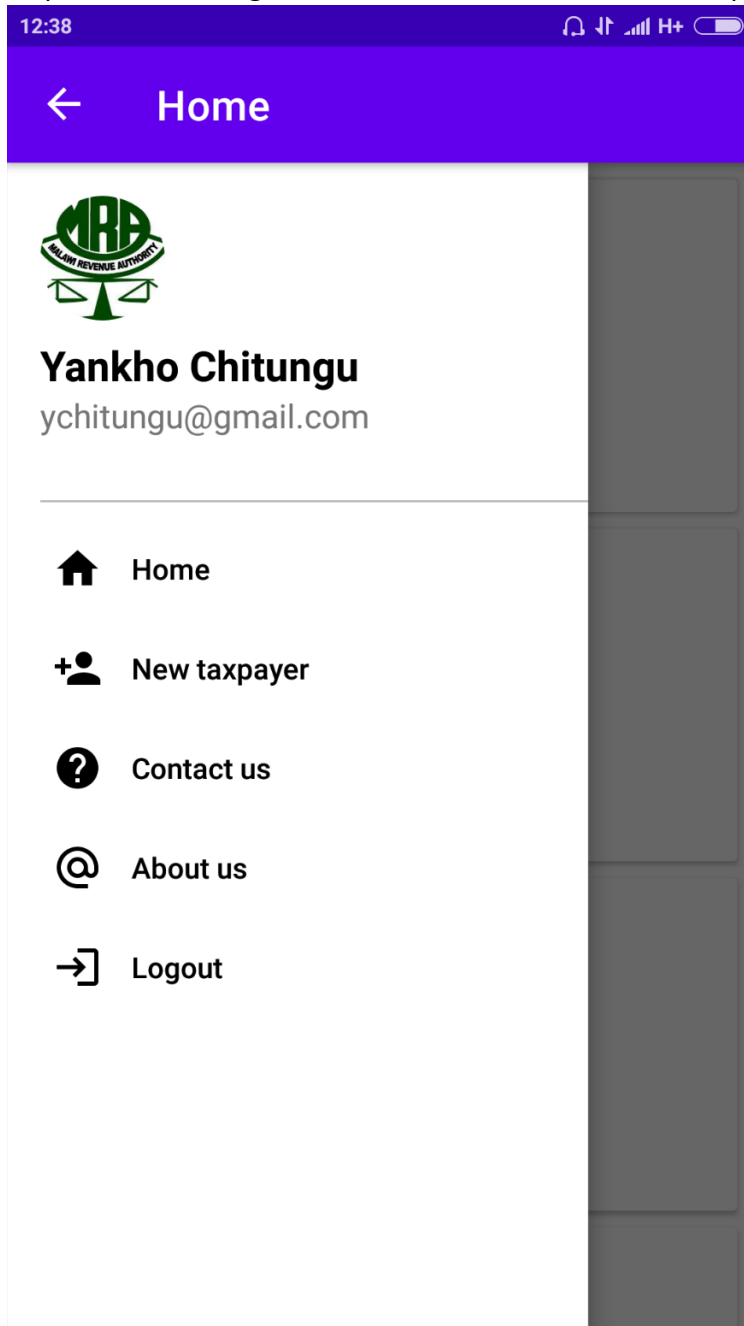 12:38
H+
Home
MRA
MALAWI REVENUE AUTHORITY
Yankho Chitungu
ychitungu@gmail.com
Home
New taxpayer
Contact us
About us
Logout